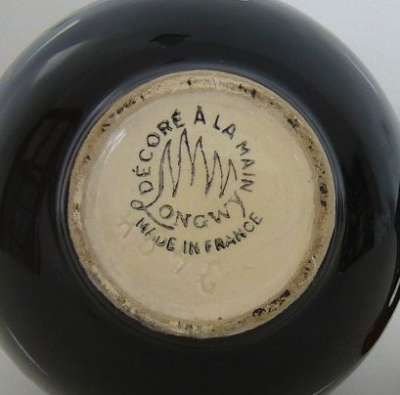 DÉCORÉ À LA MAIN
LONGWY
MADE IN FRANCE